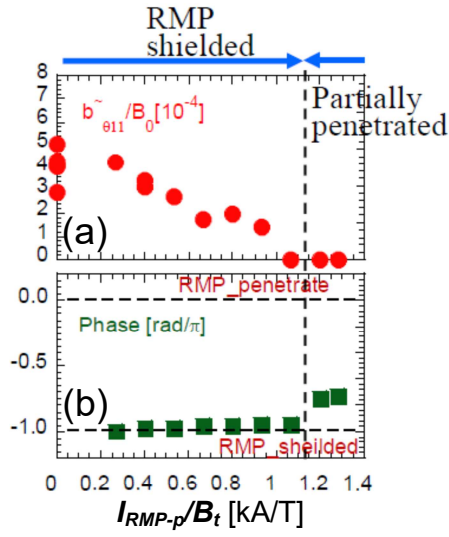 RMP
shielded
Partially
penetrated
8
7
6
5
4
3
2
1
0
b~θ11/B0[10-4]
(a)
RMP_penetrate
0.0
Phase [rad/π]
-0.5
(b)
-1.0
RMP_sheilded
0 0.2 0.4 0.6 0.8 1 1.2 1.4
IRMP-p/Bt [kA/T]